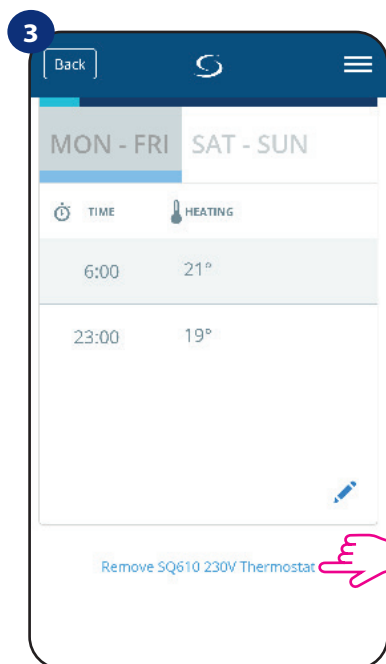 3
Back
MON - FRI SAT - SUN
TIME HEATING
6:00 21°
23:00 19°
Remove SQ610 230V Thermostat